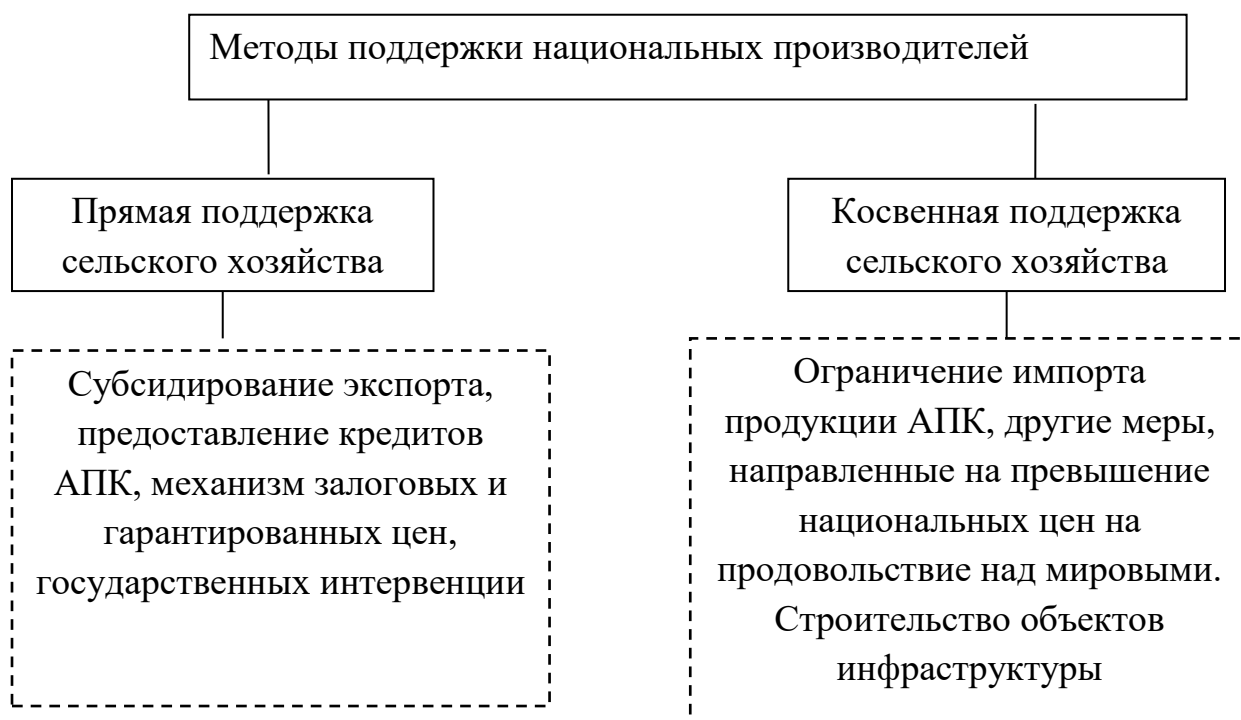 Методы поддержки национальных производителей
Прямая поддержка
сельского хозяйства
Косвенная поддержка
сельского хозяйства
Субсидирование экспорта,
предоставление кредитов
АПК, механизм залоговых и
гарантированных цен,
государственных интервенции
Ограничение импорта
продукции АПК, другие меры,
направленные на превышение
национальных цен на
продовольствие над мировыми.
Строительство объектов
инфраструктуры